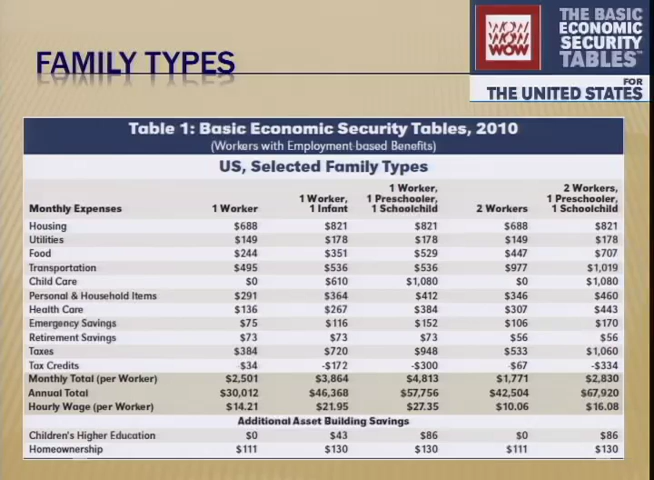 FAMILY TYPES
WOW
THE BASIC
ECONOMIC
SECURITY
TABLES™
FOR
THE UNITED STATES
Table 1: Basic Economic Security Tables, 2010
(Workers with Employment-based Benefits)
US, Selected Family Types
Monthly Expenses 1 Worker 1 Worker, 1 Infant 1 Worker, 1 Preschooler, 1 Schoolchild 2 Workers 2 Workers, 1 Preschooler, 1 Schoolchild
Housing $688 $821 $821 $688 $821
Utilities $149 $178 $178 $149 $178
Food $244 $351 $529 $447 $707
Transportation $495 $536 $536 $977 $1,019
Child Care $0 $610 $1,080 $0 $1,080
Personal & Household Items $291 $364 $412 $346 $460
Health Care $136 $267 $384 $307 $443
Emergency Savings $75 $116 $152 $106 $170
Retirement Savings $73 $73 $73 $56 $56
Taxes $384 $720 $948 $533 $1,060
Tax Credits -$34 -$172 -$300 -$67 -$334
Monthly Total (per Worker) $2,501 $3,864 $4,813 $1,771 $2,830
Annual Total $30,012 $46,368 $57,756 $42,504 $67,920
Hourly Wage (per Worker) $14.21 $21.95 $27.35 $10.06 $16.08
Additional Asset Building Savings
Children's Higher Education $0 $43 $86 $0 $86
Homeownership $111 $130 $130 $111 $130